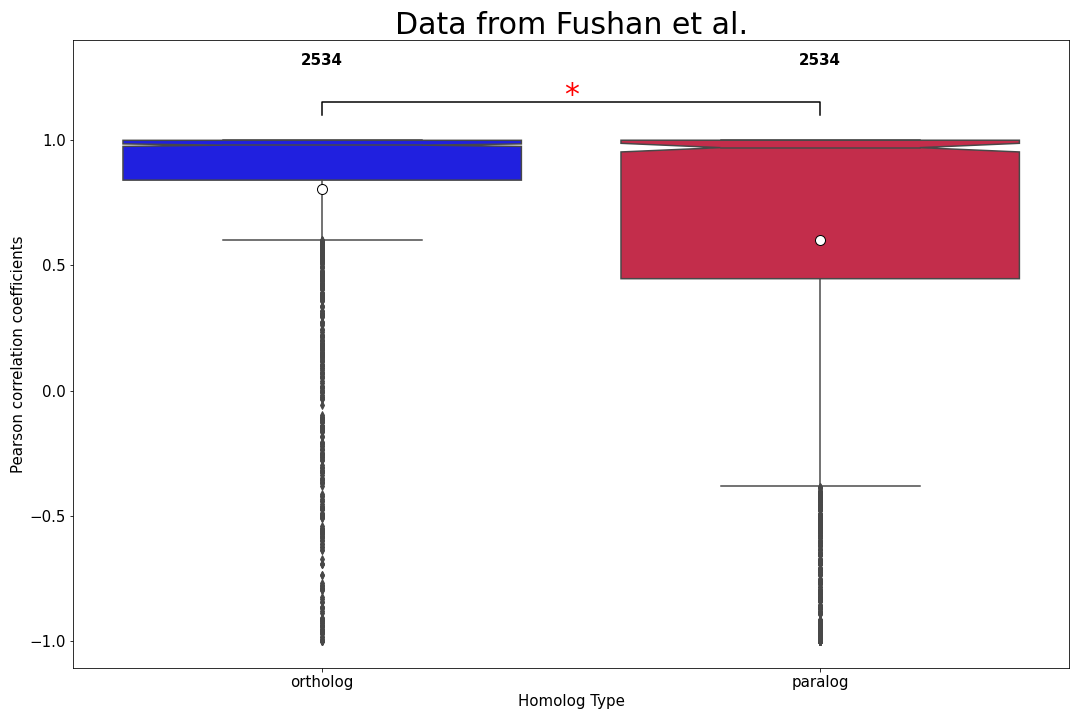 Data from Fushan et al.
2534 2534
*
1.0
0.5
0.0
−0.5
−1.0
Pearson correlation coefficients
ortholog paralog
Homolog Type